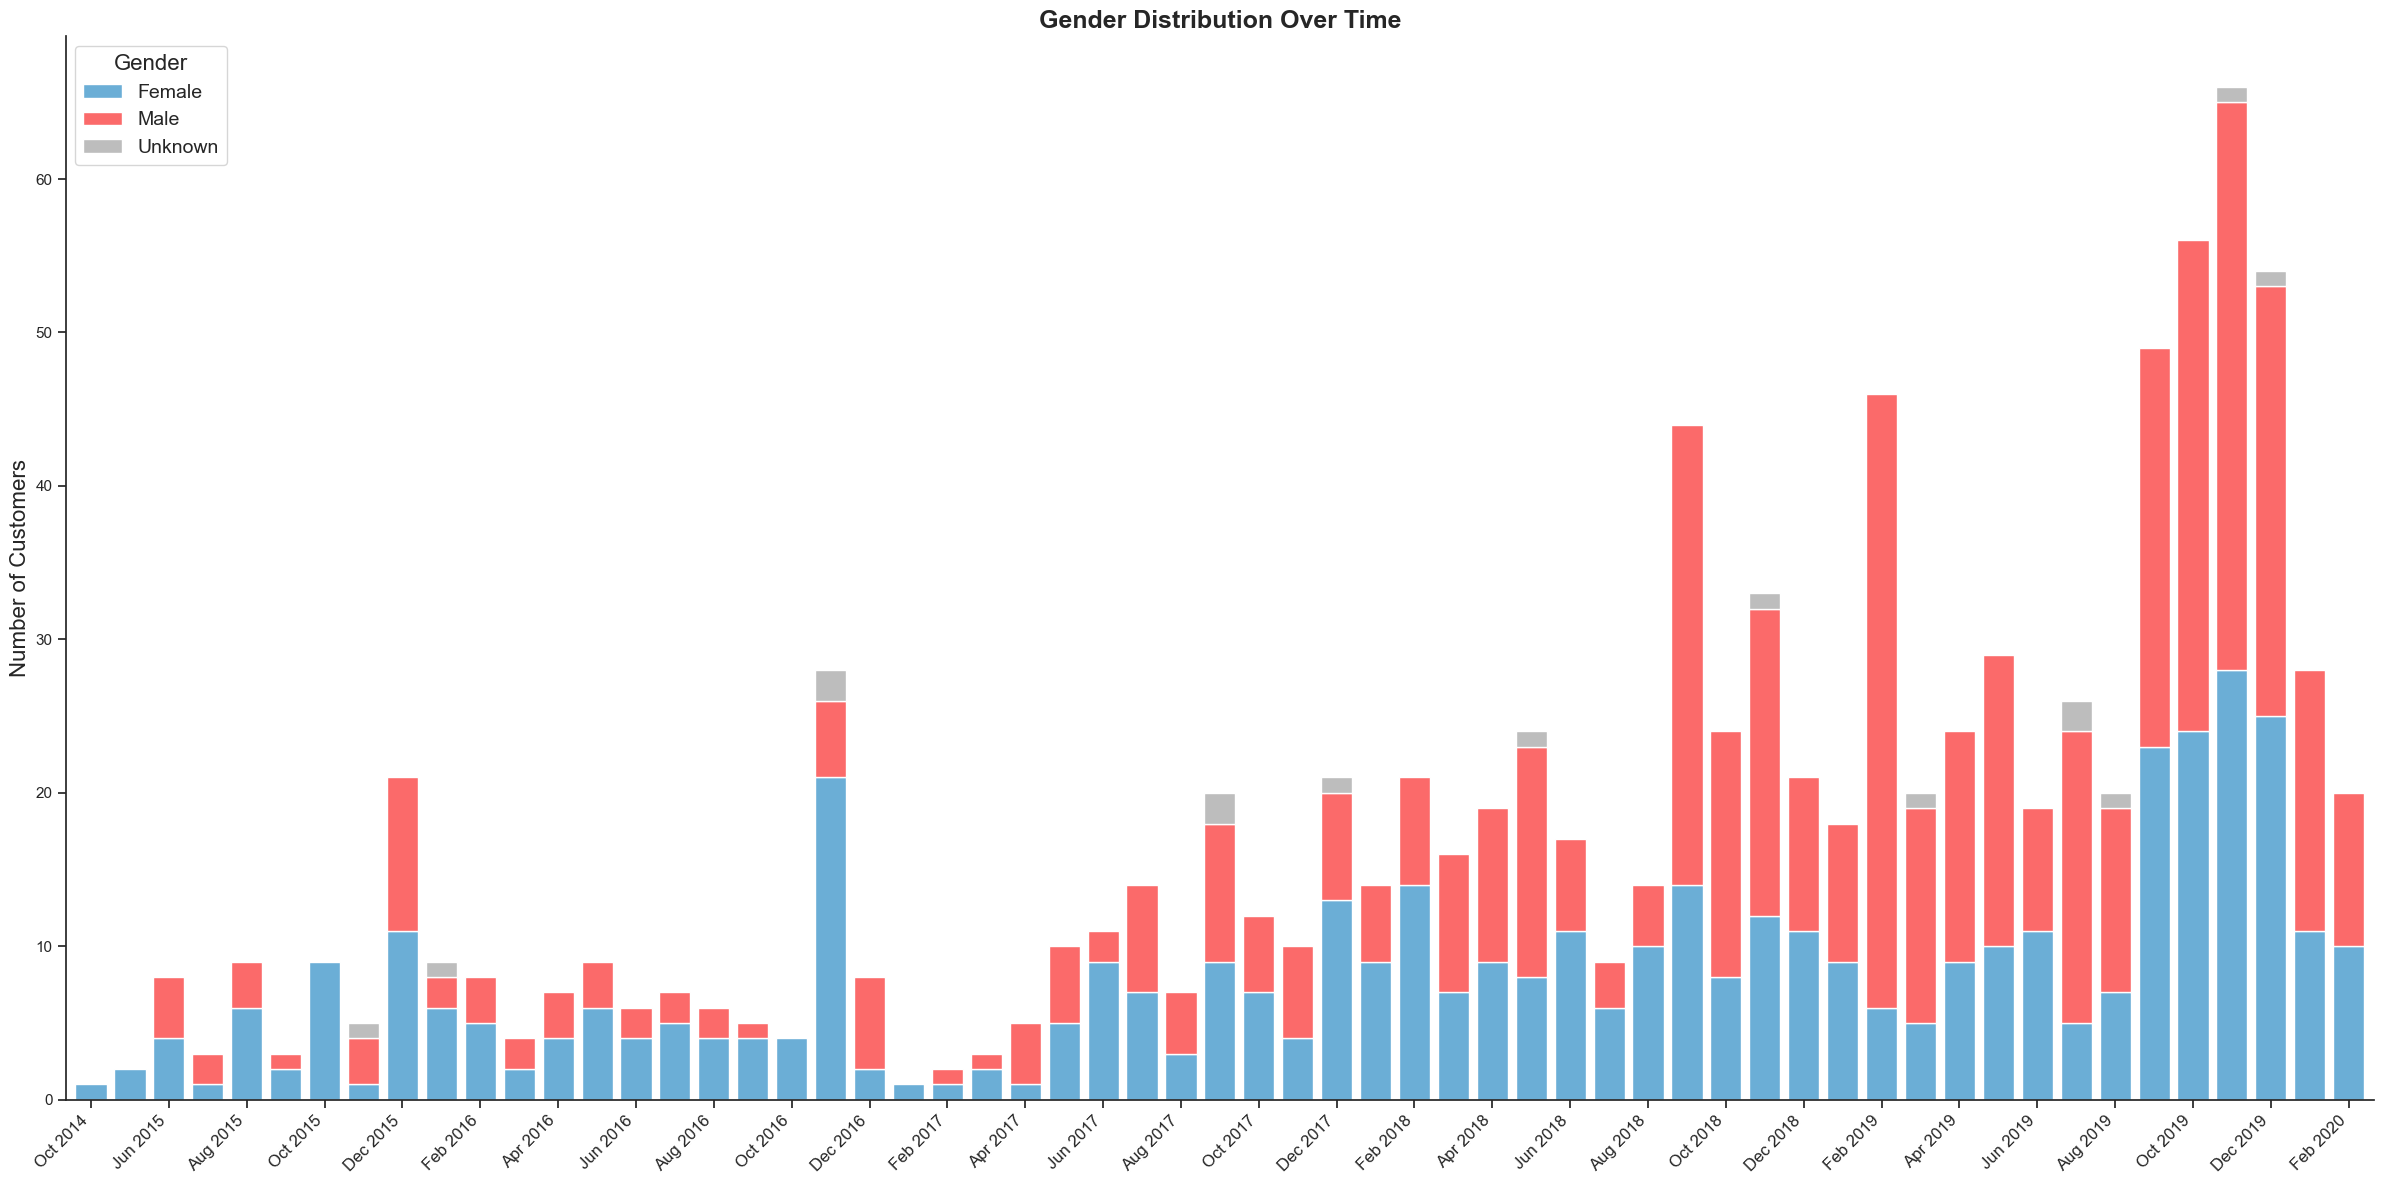 Gender Distribution Over Time
Gender
Female
Male
Unknown
Number of Customers
60
50
40
30
20
10
0
Oct 2014
Jun 2015
Aug 2015
Oct 2015
Dec 2015
Feb 2016
Apr 2016
Jun 2016
Aug 2016
Oct 2016
Dec 2016
Feb 2017
Apr 2017
Jun 2017
Aug 2017
Oct 2017
Dec 2017
Feb 2018
Apr 2018
Jun 2018
Aug 2018
Oct 2018
Dec 2018
Feb 2019
Apr 2019
Jun 2019
Aug 2019
Oct 2019
Dec 2019
Feb 2020